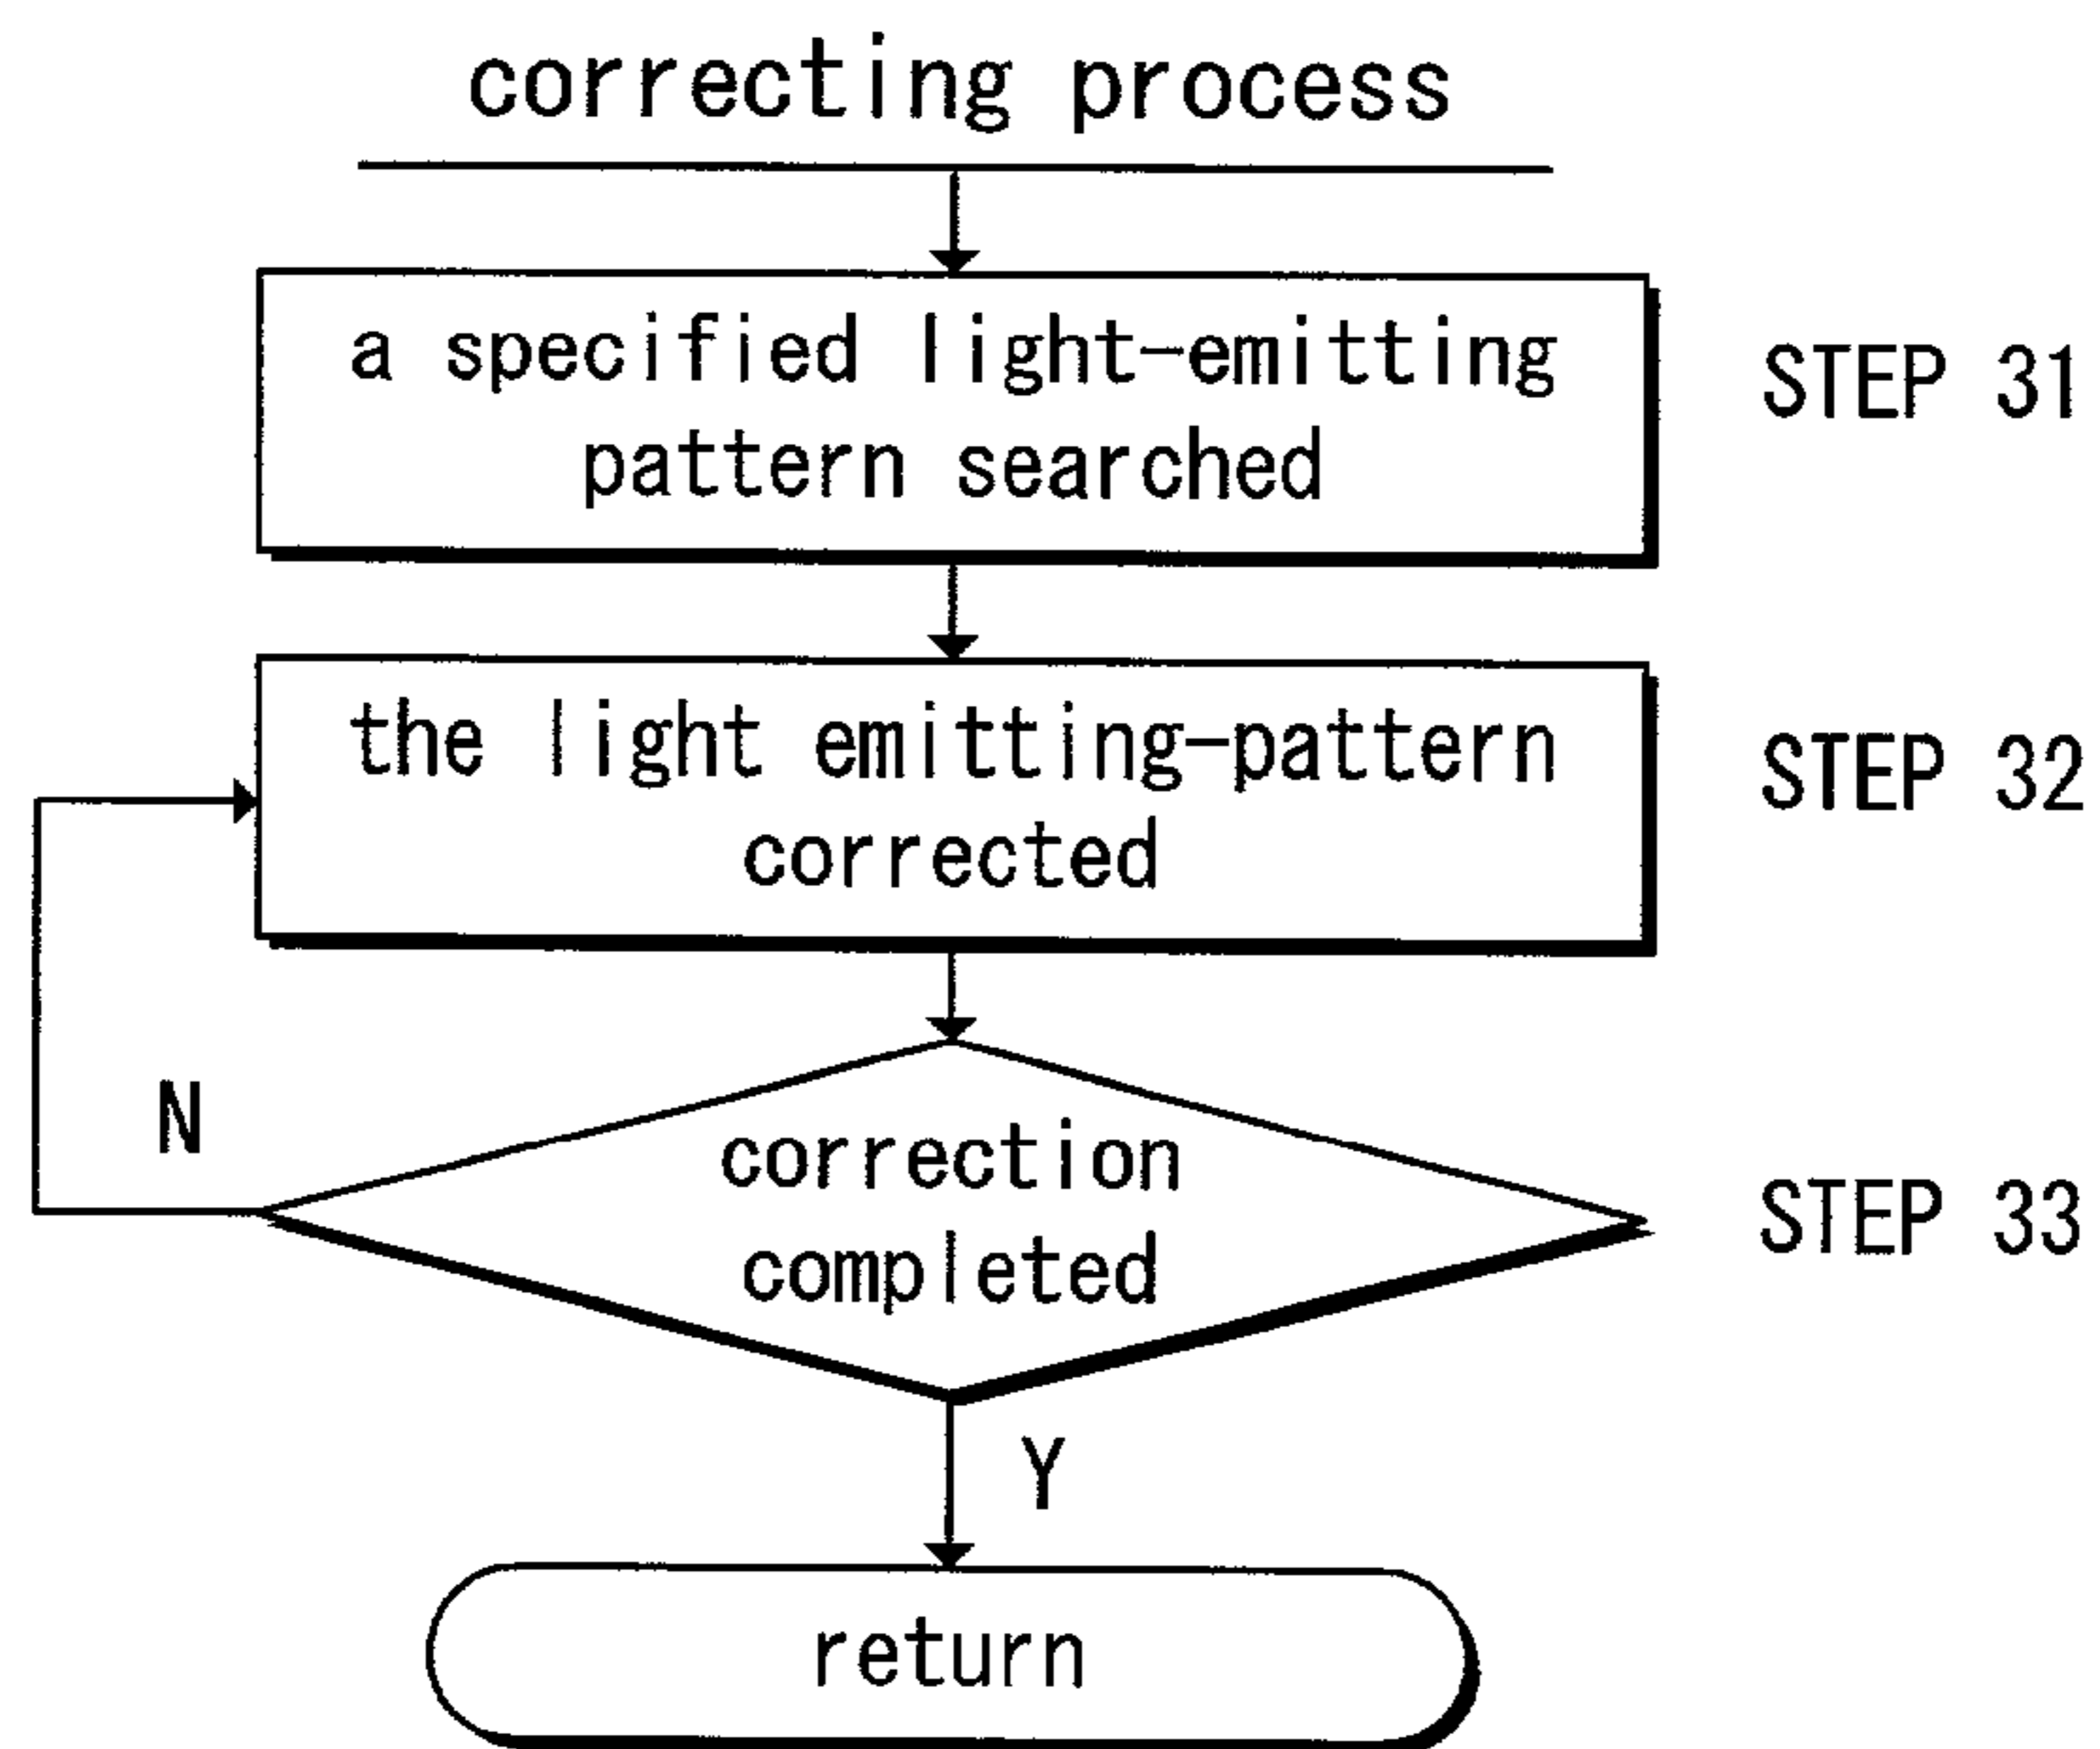 correcting process
a specified light-emitting
pattern searched
STEP 31
the light emitting-pattern
corrected
STEP 32
N
correction
completed
STEP 33
Y
return